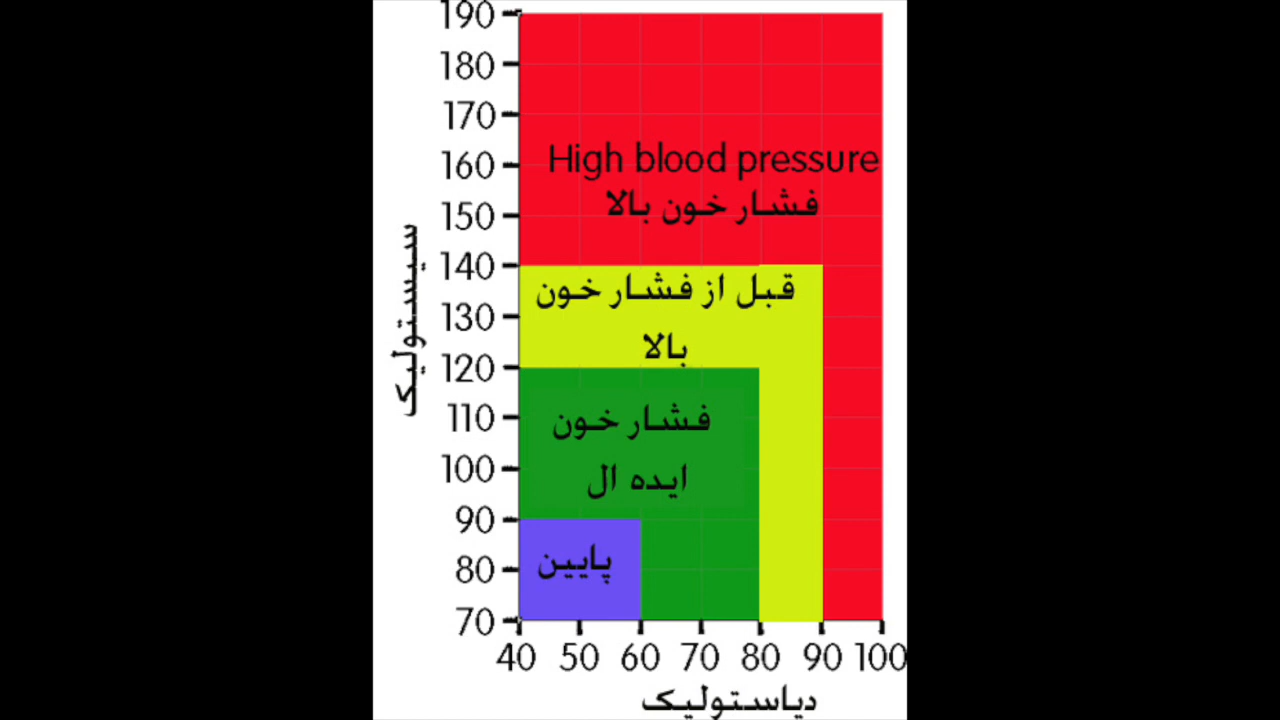 190
180
170
160
150
140
130
120
110
100
90
80
70
سیستولیک
High blood pressure
فشار خون بالا
قبل از فشار خون
بالا
فشار خون
ایده ال
پایین
40 50 60 70 80 90 100
دیاستولیک